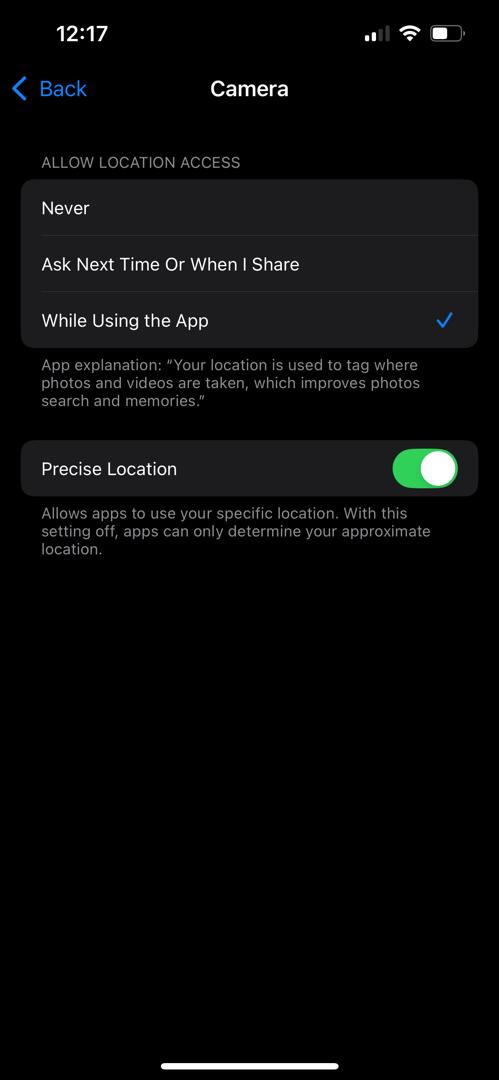 12:17
Back
Camera
ALLOW LOCATION ACCESS
Never
Ask Next Time Or When I Share
While Using the App
App explanation: “Your location is used to tag where
photos and videos are taken, which improves photos
search and memories.”
Precise Location
Allows apps to use your specific location. With this
setting off, apps can only determine your approximate
location.